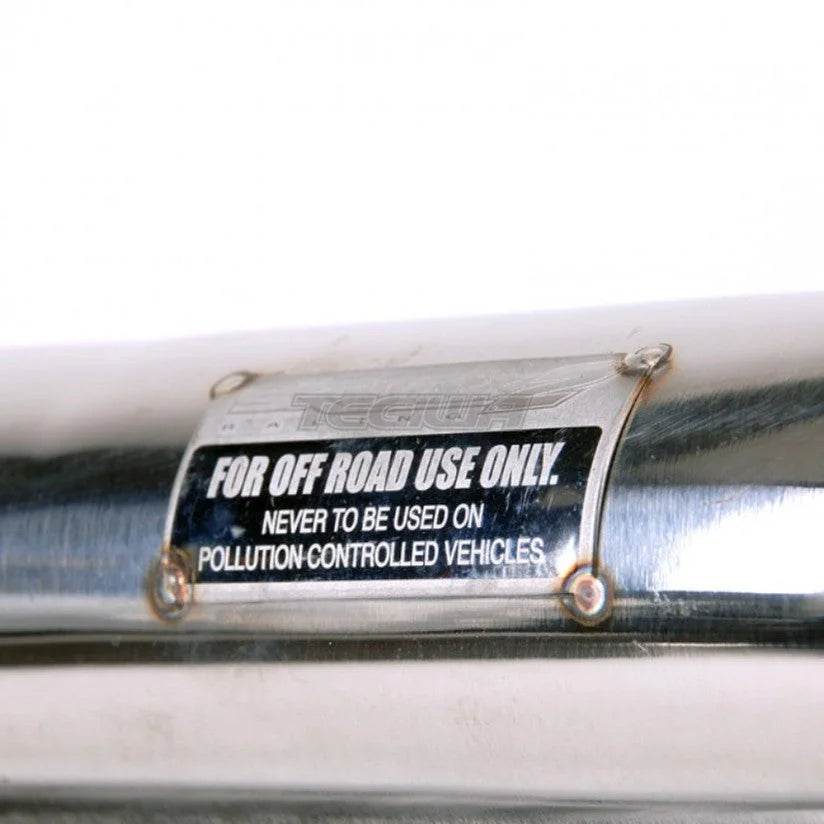 TEGIWA
FOR OFF ROAD USE ONLY.
NEVER TO BE USED ON
POLLUTION CONTROLLED VEHICLES